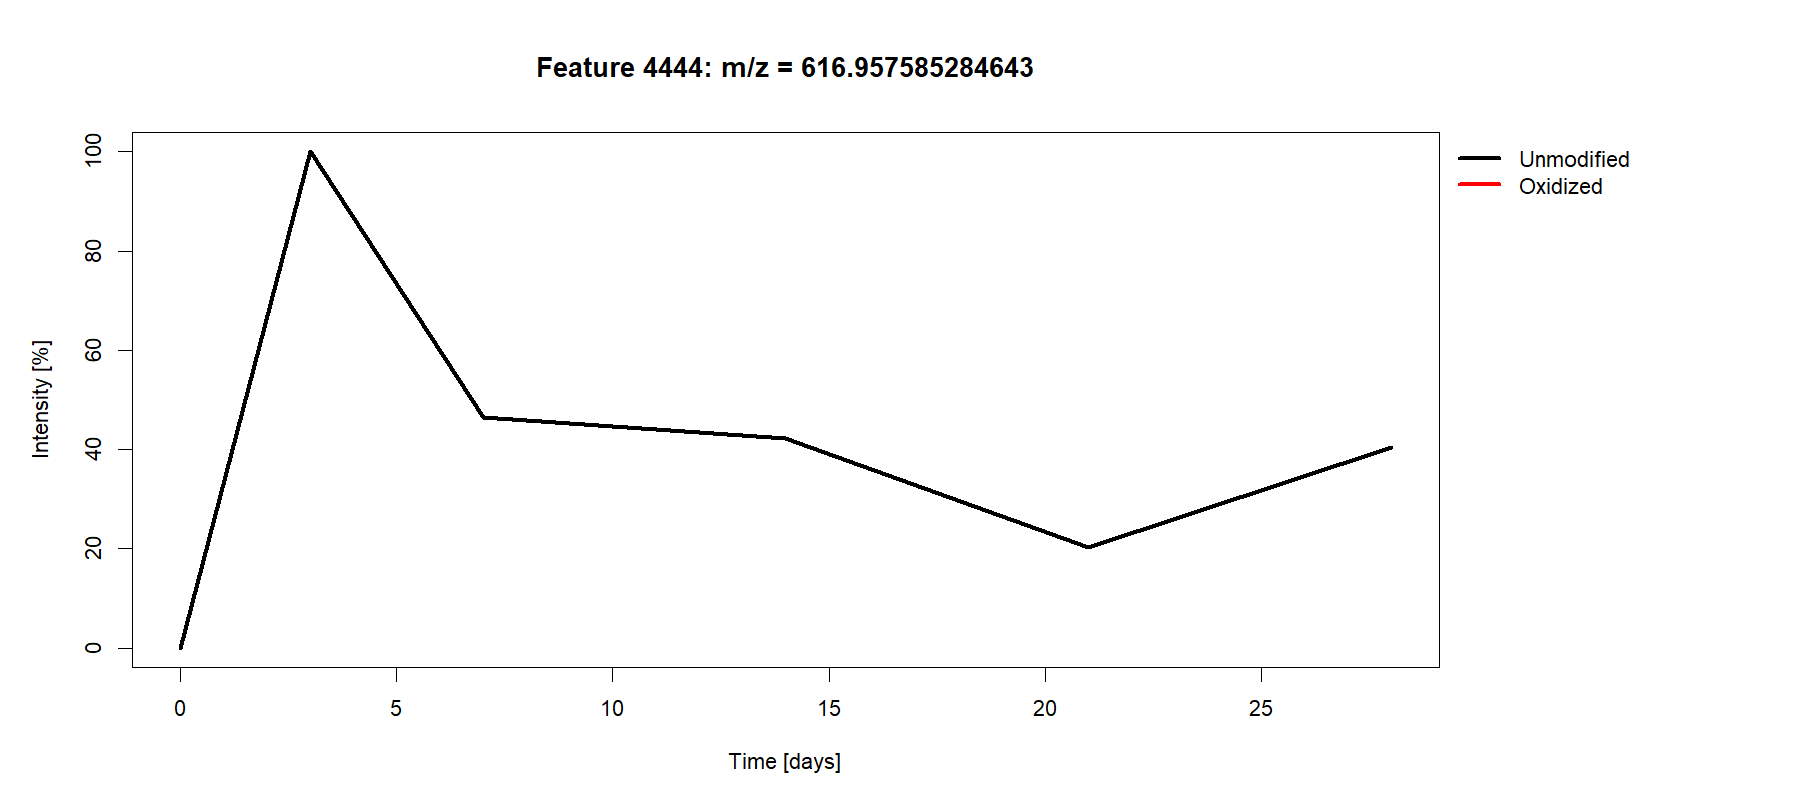 Feature 4444: m/z = 616.957585284643
Unmodified
Oxidized
Intensity [%]
100
80
60
40
20
0
0 5 10 15 20 25
Time [days]